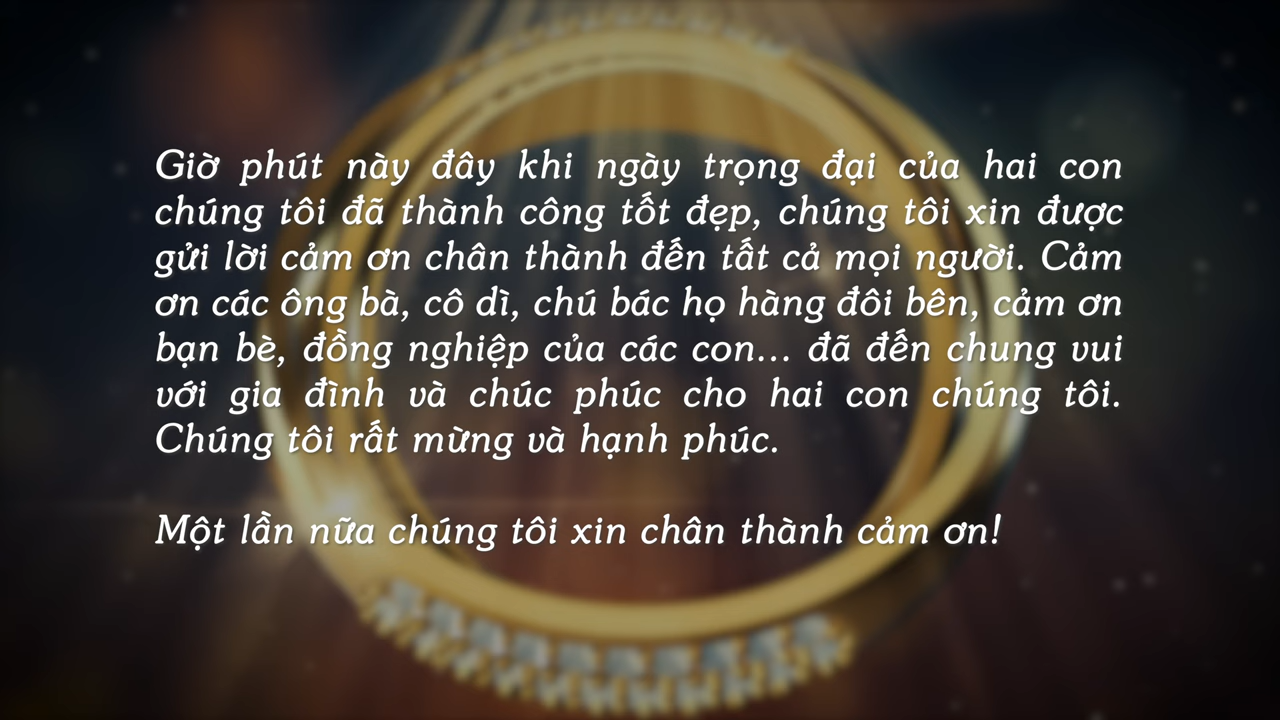 Giờ phút này đây khi ngày trọng đại của hai con
chúng tôi đã thành công tốt đẹp, chúng tôi xin được
gửi lời cảm ơn chân thành đến tất cả mọi người. Cảm
ơn các ông bà, cô dì, chú bác họ hàng đôi bên, cảm ơn
bạn bè, đồng nghiệp của các con... đã đến chung vui
với gia đình và chúc phúc cho hai con chúng tôi.
Chúng tôi rất mừng và hạnh phúc.
Một lần nữa chúng tôi xin chân thành cảm ơn!